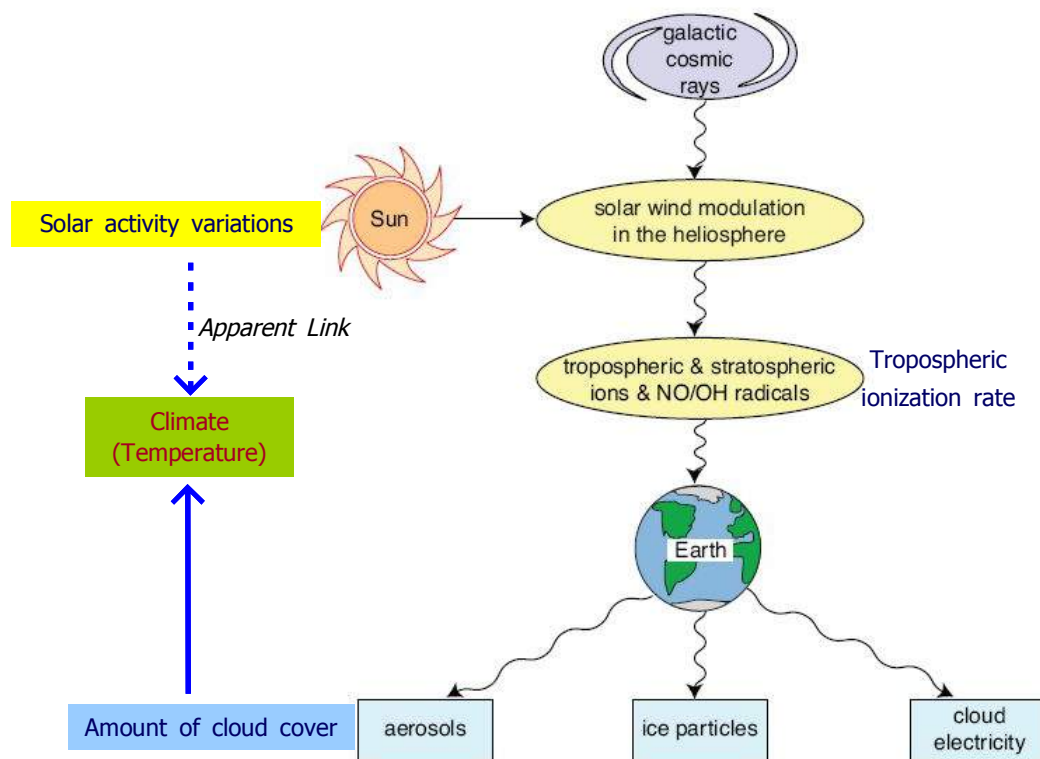 galactic
cosmic
rays
Solar activity variations
Sun
solar wind modulation
in the heliosphere
Apparent Link
tropospheric & stratospheric
ions & NO/OH radicals
Tropospheric
ionization rate
Climate
(Temperature)
Earth
Amount of cloud cover
aerosols
ice particles
cloud
electricity